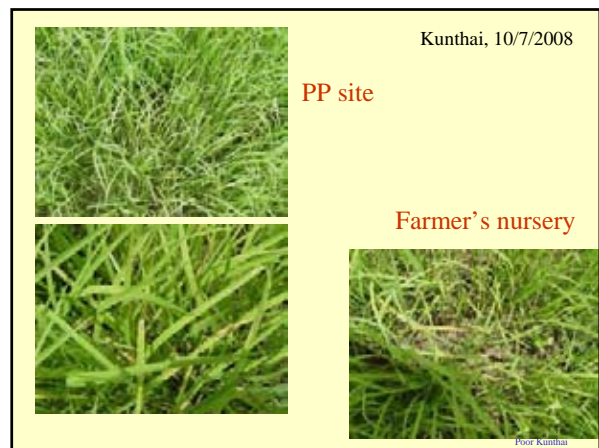 Kunthai, 10/7/2008
PP site
Farmer's nursery
Poor Kunthai